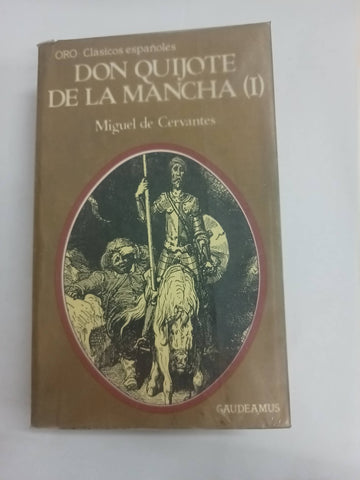 ORO - Clásicos españoles
DON QUIJOTE
DE LA MANCHA (I)
Miguel de Cervantes
GAUDEAMUS